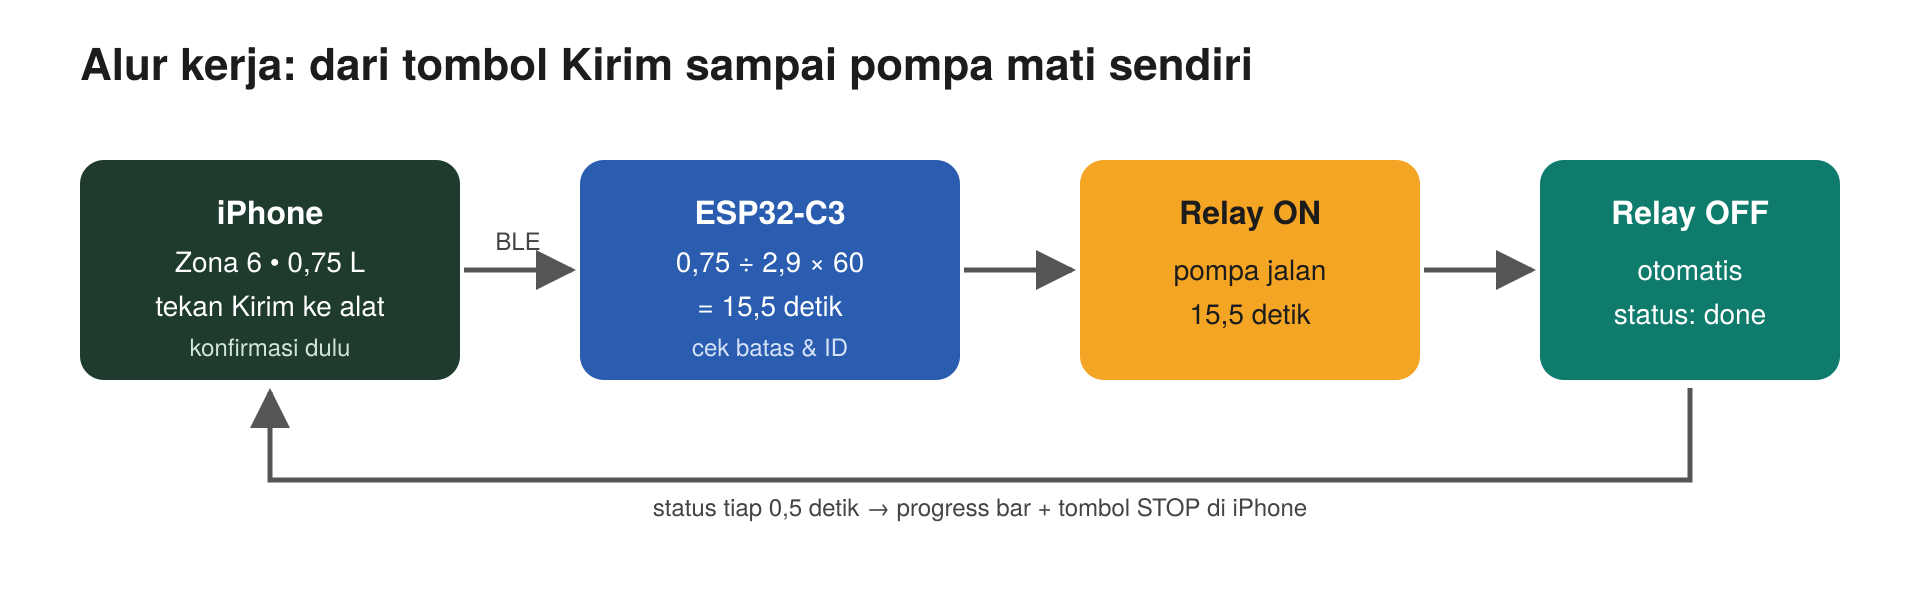 Alur kerja: dari tombol Kirim sampai pompa mati sendiri
iPhone
Zona 6 • 0,75 L
tekan Kirim ke alat
konfirmasi dulu
BLE
ESP32-C3
0,75 ÷ 2,9 × 60
= 15,5 detik
cek batas & ID
Relay ON
pompa jalan
15,5 detik
Relay OFF
otomatis
status: done
status tiap 0,5 detik → progress bar + tombol STOP di iPhone